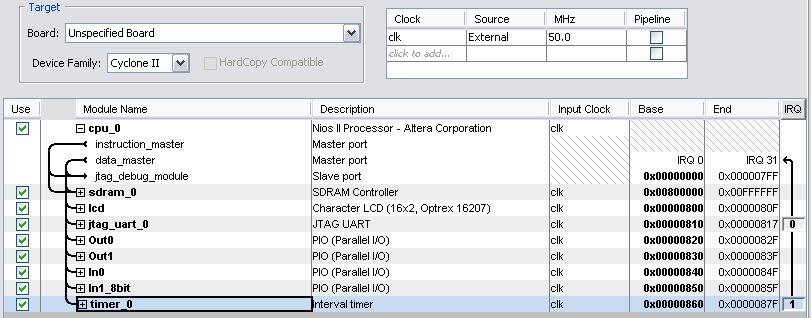 Target
Board: Unspecified Board
Device Family: Cyclone II HardCopy Compatible
Clock Source MHz Pipeline
clk External 50.0
click to add...
Use Module Name Description Input Clock Base End IRQ
cpu_0 Nios II Processor - Altera Corporation clk
instruction_master Master port
data_master Master port IRQ 0 IRQ 31
jtag_debug_module Slave port 0x00000000 0x000007FF
sdram_0 SDRAM Controller clk 0x00800000 0x00FFFFFF
lcd Character LCD (16x2, Optrex 16207) clk 0x00000800 0x0000080F
jtag_uart_0 JTAG UART clk 0x00000810 0x00000817 0
Out0 PIO (Parallel I/O) clk 0x00000820 0x0000082F
Out1 PIO (Parallel I/O) clk 0x00000830 0x0000083F
In0 PIO (Parallel I/O) clk 0x00000840 0x0000084F
In1_8bit PIO (Parallel I/O) clk 0x00000850 0x0000085F
timer_0 Interval timer clk 0x00000860 0x0000087F 1